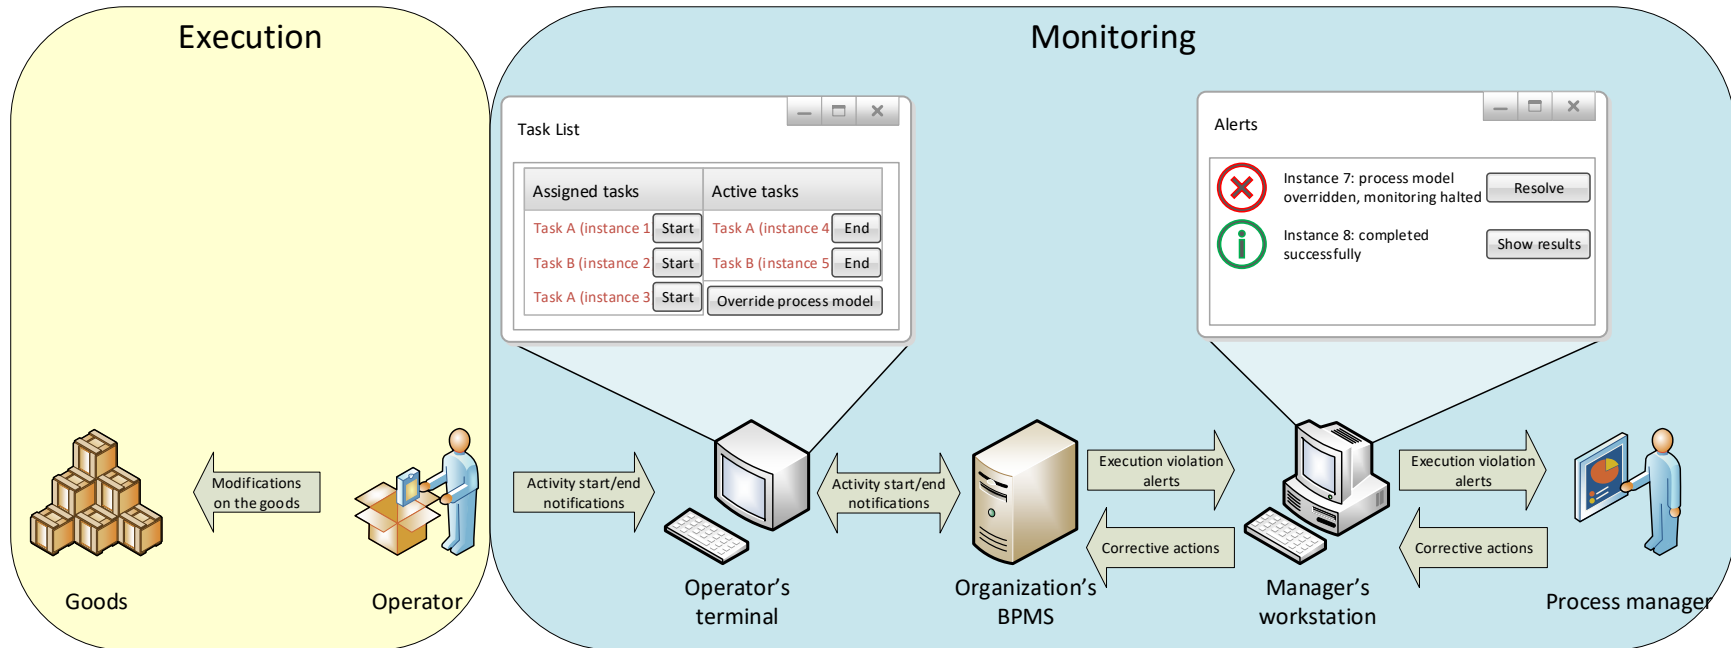 Execution
Monitoring
Task List
Assigned tasks
Active tasks
Task A (instance 1
Start
Task A (instance 4
End
Task B (instance 2
Start
Task B (instance 5
End
Task A (instance 3
Start
Override process model
Alerts
Instance 7: process model
overridden, monitoring halted
Resolve
Instance 8: completed
successfully
Show results
Modifications
on the goods
Activity start/end
notifications
Activity start/end
notifications
Execution violation
alerts
Corrective actions
Execution violation
alerts
Corrective actions
Goods
Operator
Operator’s
terminal
Organization’s
BPMS
Manager’s
workstation
Process manager